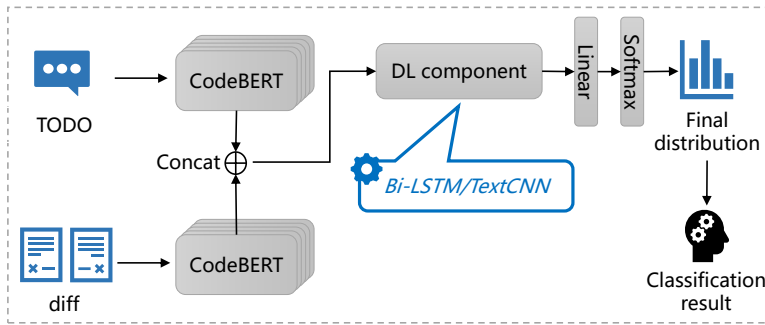 TODO
CodeBERT
Concat
diff
CodeBERT
DL component
Bi-LSTM/TextCNN
Linear
Softmax
Final
distribution
Classification
result